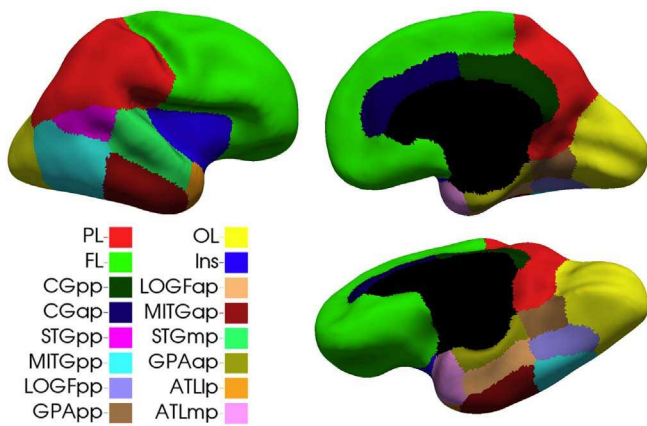 PL OL
FL Ins
CGpp LOGFap
CGap MITGap
STGpp STGmp
MITGpp GPAap
LOGFpp ATLlp
GPApp ATLmp